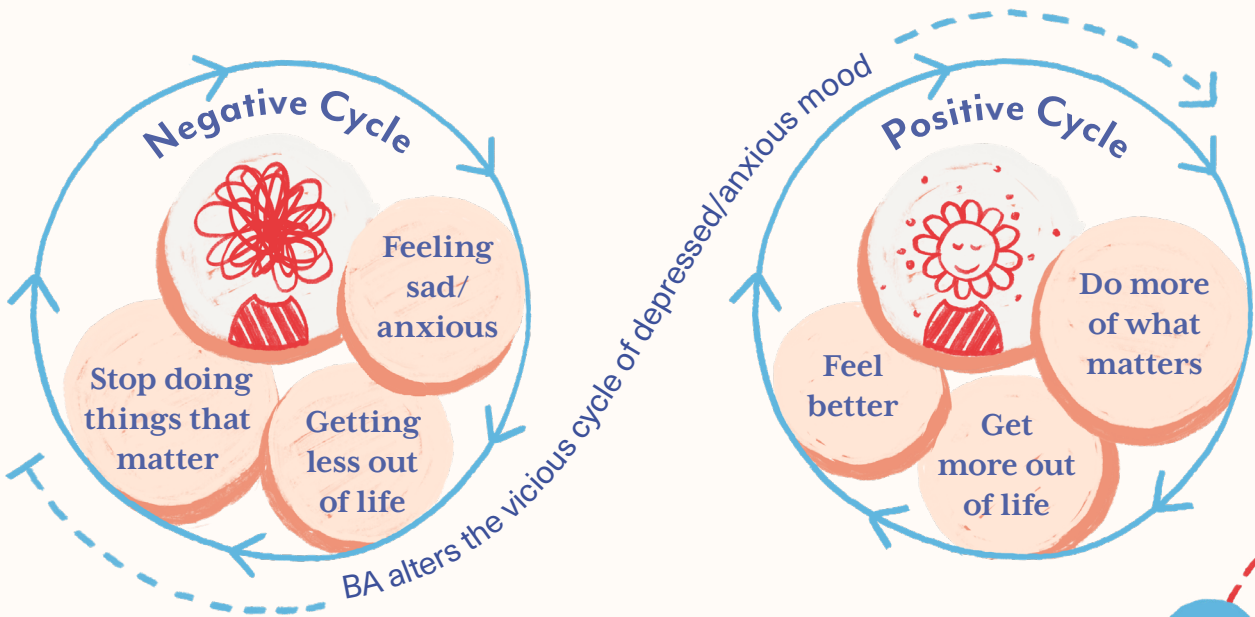 Negative Cycle
Feeling
sad/
anxious
Getting
less out
of life
Stop doing
things that
matter
BA alters the vicious cycle of depressed/anxious mood
Positive Cycle
Do more
of what
matters
Get
more out
of life
Feel
better